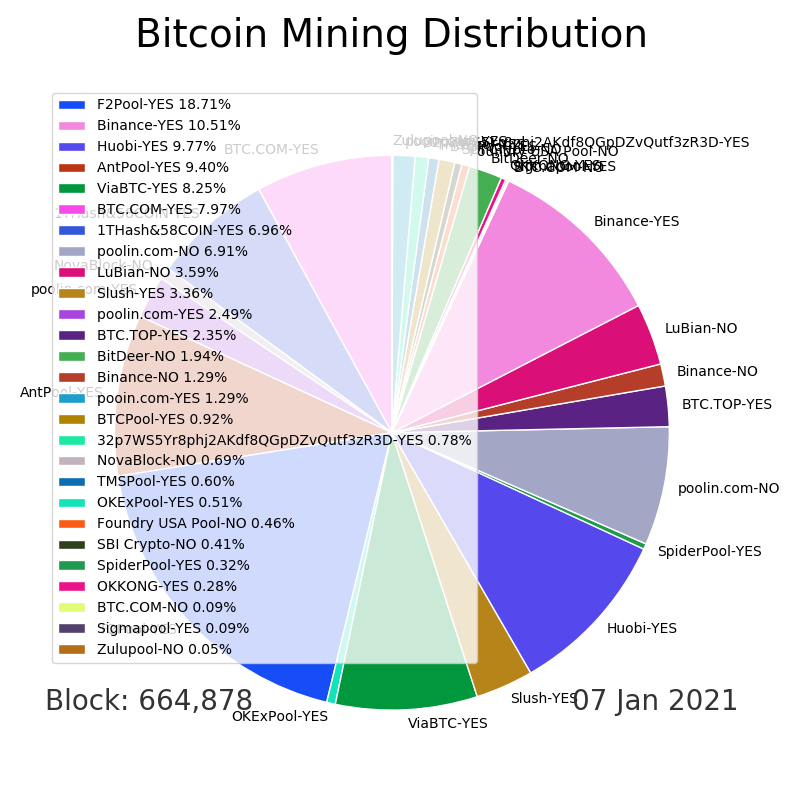 Bitcoin Mining Distribution
F2Pool-YES 18.71%
Binance-YES 10.51%
Huobi-YES 9.77%
AntPool-YES 9.40%
ViaBTC-YES 8.25%
BTC.COM-YES 7.97%
1THash&58COIN-YES 6.96%
poolin.com-NO 6.91%
LuBian-NO 3.59%
Slush-YES 3.36%
poolin.com-YES 2.49%
BTC.TOP-YES 2.35%
BitDeer-NO 1.94%
Binance-NO 1.29%
pooin.com-YES 1.29%
BTCPool-YES 0.92%
32p7WS5Yr8phj2AKdf8QGpDZvQutf3zR3D-YES 0.78%
NovaBlock-NO 0.69%
TMSPool-YES 0.60%
OKExPool-YES 0.51%
Foundry USA Pool-NO 0.46%
SBI Crypto-NO 0.41%
SpiderPool-YES 0.32%
OKKONG-YES 0.28%
BTC.COM-NO 0.09%
Sigmapool-YES 0.09%
Zulupool-NO 0.05%
BTC.COM-YES
NovaBlock-NO
AntPool-YES
Zulupool-NO
BitDeer-NO
BTC.COM-NO
Binance-YES
LuBian-NO
Binance-NO
BTC.TOP-YES
poolin.com-NO
SpiderPool-YES
Huobi-YES
Slush-YES
ViaBTC-YES
OKExPool-YES
Block: 664,878
07 Jan 2021